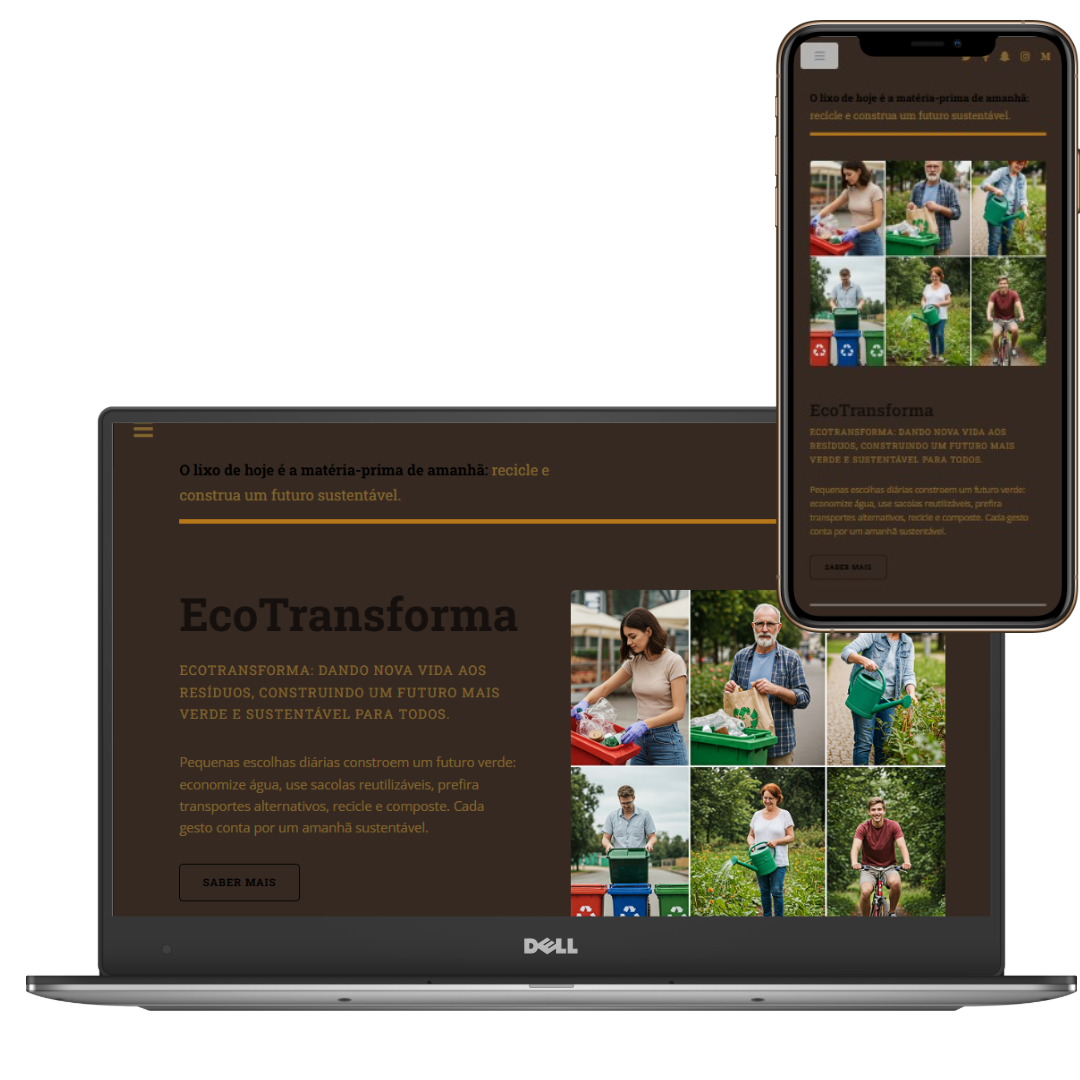 O lixo de hoje é a matéria-prima de amanhã:
recicle e construa um futuro sustentável.
EcoTransforma
ECOTRANSFORMA: DANDO NOVA VIDA AOS
RESÍDUOS, CONSTRUINDO UM FUTURO MAIS
VERDE E SUSTENTÁVEL PARA TODOS.
Pequenas escolhas diárias constroem um futuro verde:
economize água, use sacolas reutilizáveis, prefira
transportes alternativos, recicle e composte. Cada gesto
conta por um amanhã sustentável.
SABER MAIS
O lixo de hoje é a matéria-prima de amanhã: recicle e
construa um futuro sustentável.
EcoTransforma
ECOTRANSFORMA: DANDO NOVA VIDA AOS
RESÍDUOS, CONSTRUINDO UM FUTURO MAIS
VERDE E SUSTENTÁVEL PARA TODOS.
Pequenas escolhas diárias constroem um futuro verde:
economize água, use sacolas reutilizáveis, prefira
transportes alternativos, recicle e composte. Cada
gesto conta por um amanhã sustentável.
SABER MAIS
DELL